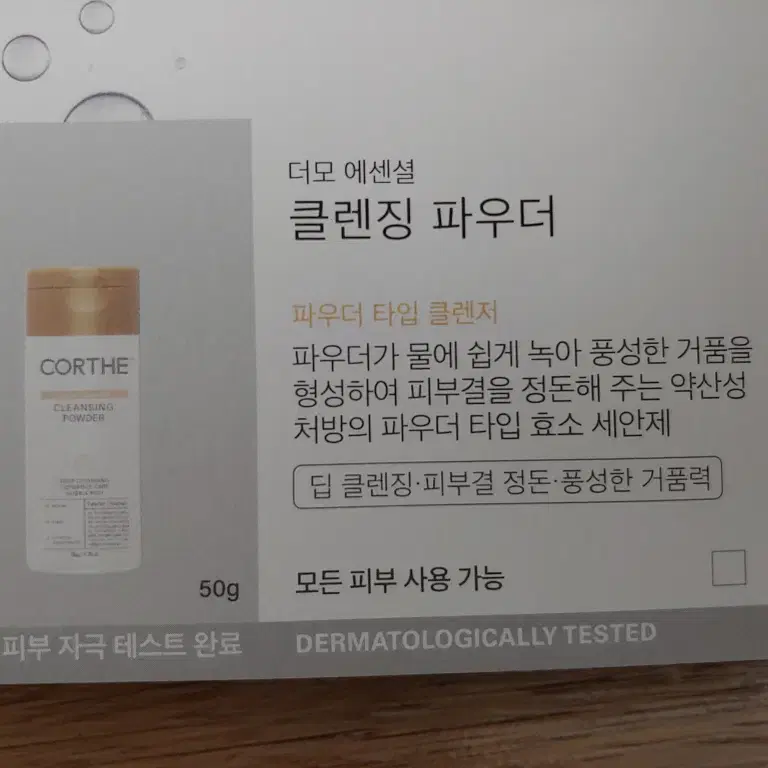 더모 에센셜
클렌징 파우더
파우더 타입 클렌저
파우더가 물에 쉽게 녹아 풍성한 거품을
형성하여 피부결을 정돈해 주는 약산성
처방의 파우더 타입 효소 세안제
딥 클렌징·피부결 정돈·풍성한 거품력
모든 피부 사용 가능
CORTHE
CLEANSING
POWDER
50g
피부 자극 테스트 완료
DERMATOLOGICALLY TESTED